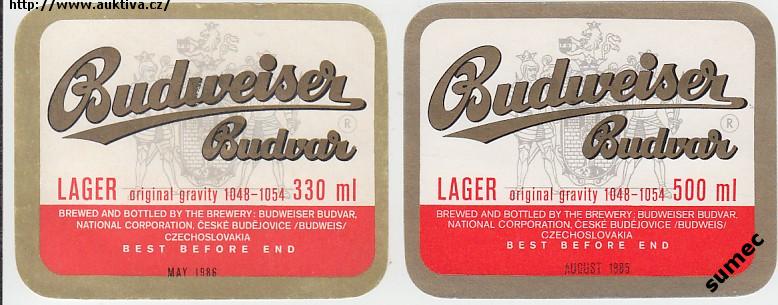 http://www.auktiva.cz/
Budweiser
Budvar
®
LAGER original gravity 1048-1054 330 ml
BREWED AND BOTTLED BY THE BREWERY: BUDWEISER BUDVAR,
NATIONAL CORPORATION, ČESKÉ BUDĚJOVICE /BUDWEIS/
CZECHOSLOVAKIA
BEST BEFORE END
MAY 1986
Budweiser
Budvar
®
LAGER original gravity 1048-1054 500 ml
BREWED AND BOTTLED BY THE BREWERY: BUDWEISER BUDVAR,
NATIONAL CORPORATION, ČESKÉ BUDĚJOVICE /BUDWEIS/
CZECHOSLOVAKIA
BEST BEFORE END
AUGUST 1985
sumec